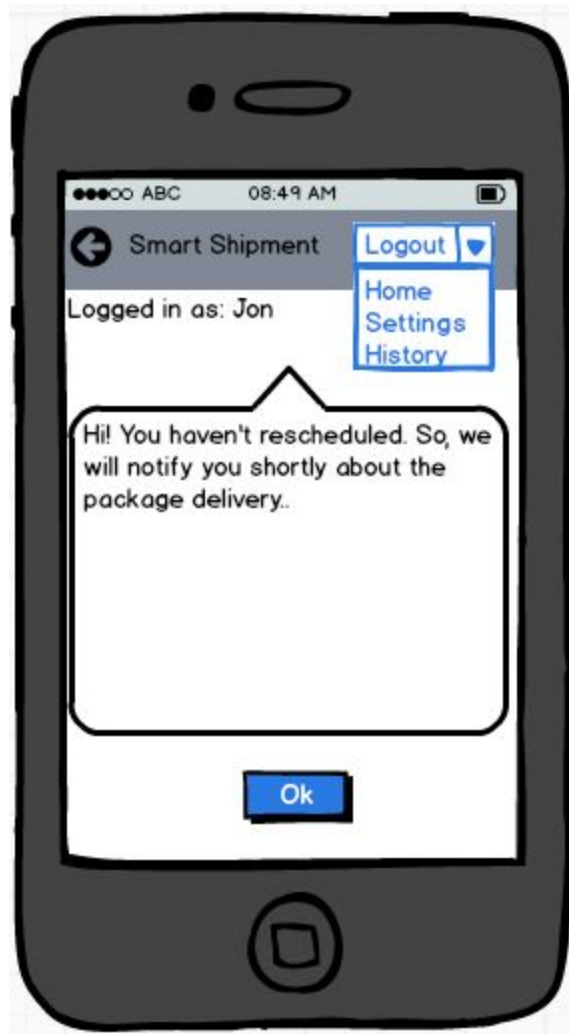 ABC 08:49 AM
Smart Shipment Logout
Home
Settings
History
Logged in as: Jon
Hi! You haven't rescheduled. So, we
will notify you shortly about the
package delivery..
Ok